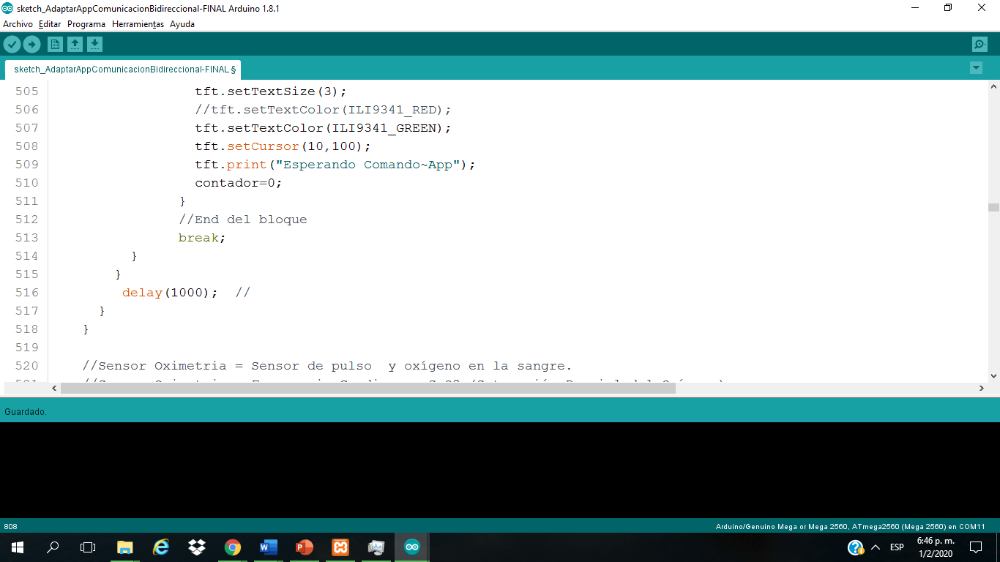 sketch_AdaptarAppComunicacionBidireccional-FINAL Arduino 1.8.1
Archivo Editar Programa Herramientas Ayuda
sketch_AdaptarAppComunicacionBidireccional-FINAL §
505 tft.setTextSize(3);
506 //tft.setTextColor(ILI9341_RED);
507 tft.setTextColor(ILI9341_GREEN);
508 tft.setCursor(10,100);
509 tft.print("Esperando Comando~App");
510 contador=0;
511 }
512 //End del bloque
513 break;
514 }
515 }
516 delay(1000); //
517 }
518 }
519
520 //Sensor Oximetria = Sensor de pulso  y oxígeno en la sangre.
Guardado.
808
Arduino/Genuino Mega or Mega 2560, ATmega2560 (Mega 2560) en COM11
ESP
6:46 p. m.
1/2/2020